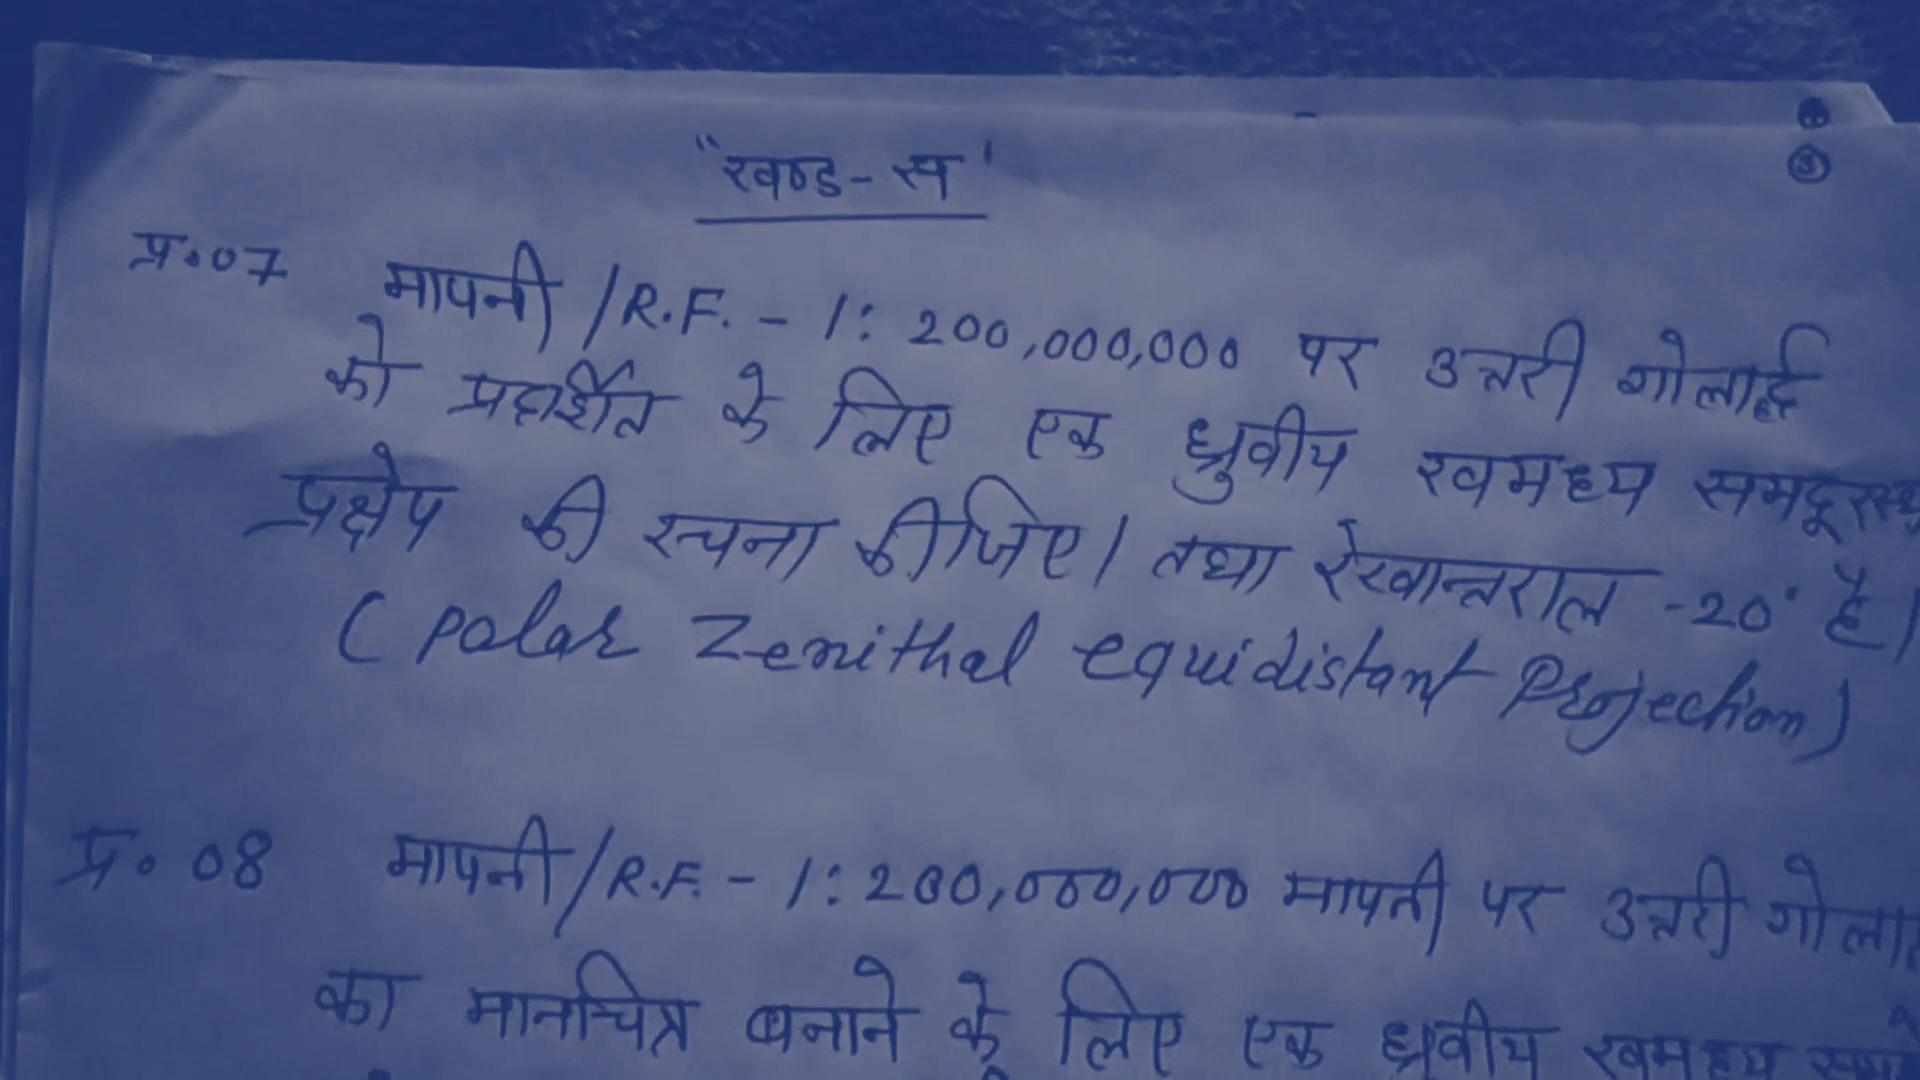 "खण्ड - स"
③
प्र.07 मापनी / R.F. - 1: 200,000,000 पर उत्तरी गोलार्द्ध
को प्रदर्शित के लिए एक ध्रुवीय खमध्य समदूरस्थ
प्रक्षेप की रचना कीजिए। तथा रेखान्तराल -20° है।
(Polar Zenithal equidistant Projection)
प्र. 08 मापनी / R.F. - 1: 200,000,000 मापनी पर उत्तरी
का मानचित्र बनाने के लिए एक ध्रुवीय खमध्य